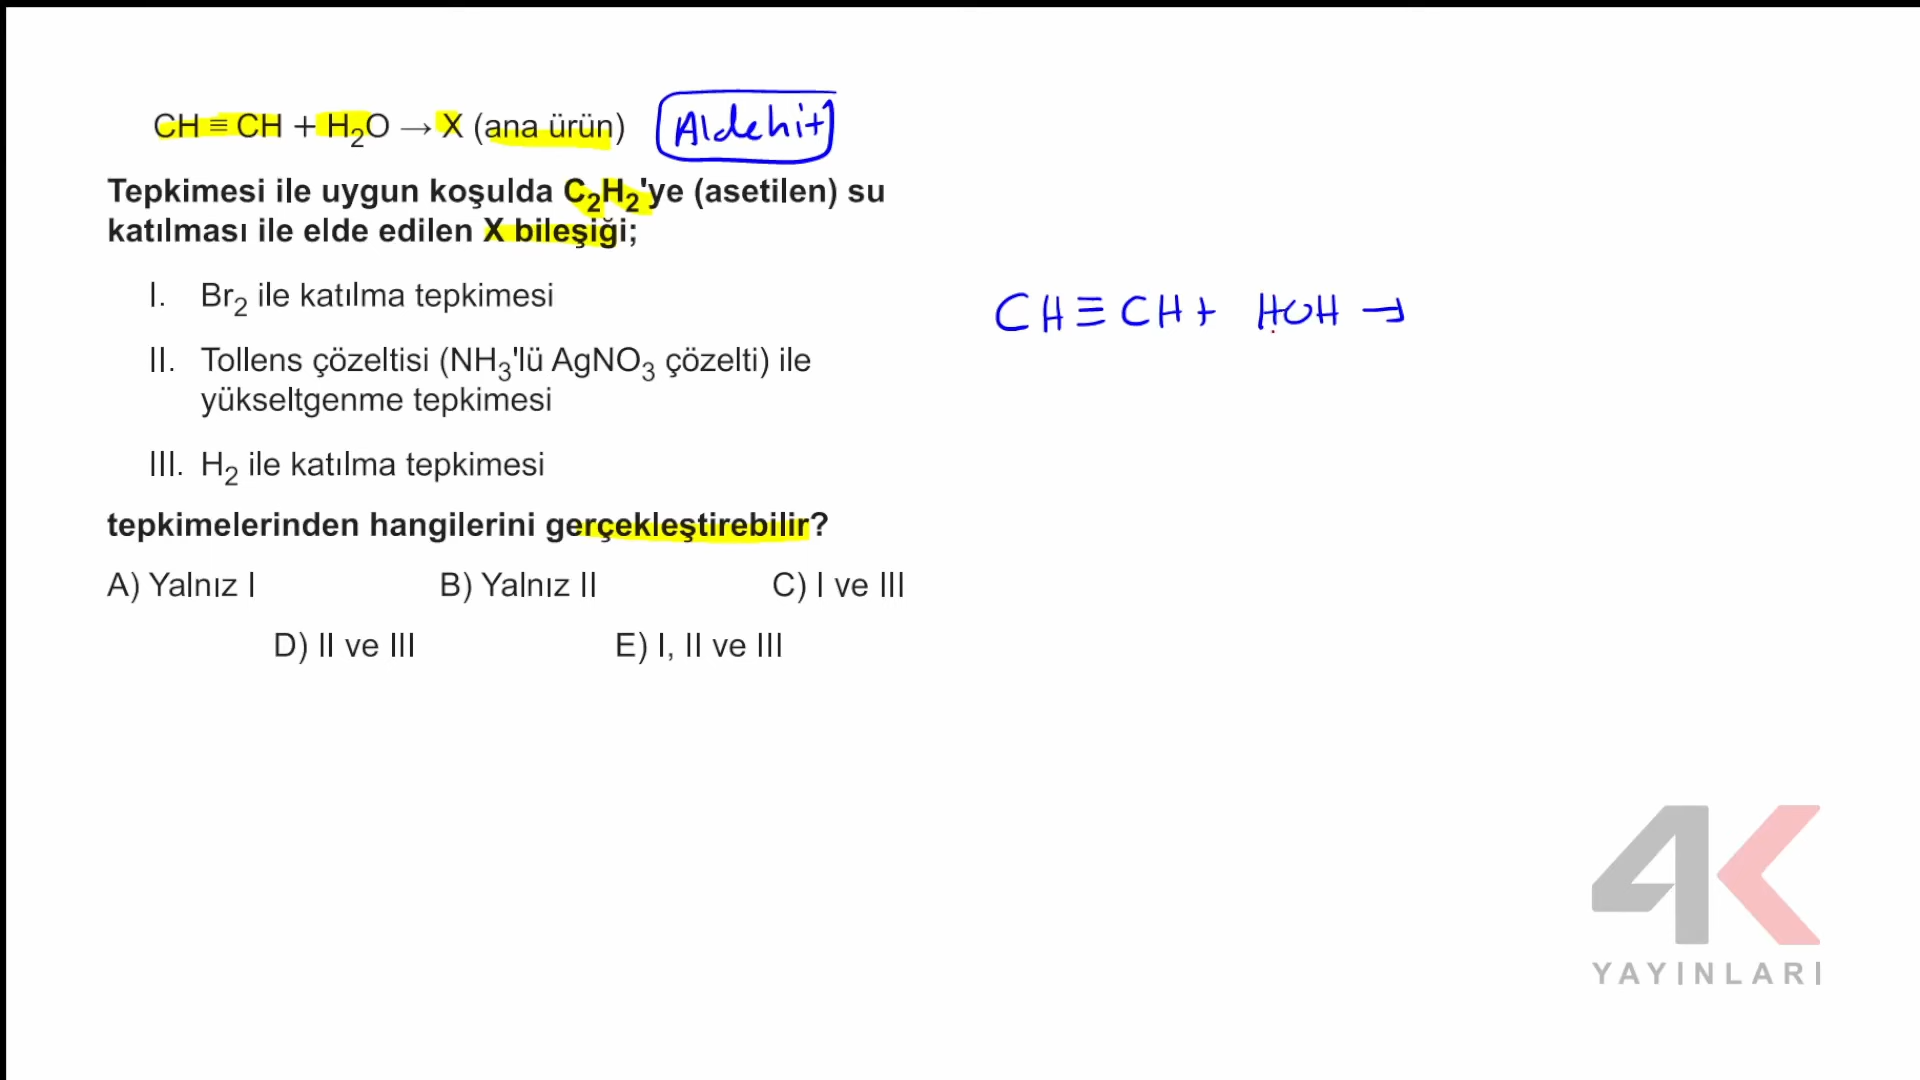 CH ≡ CH + H₂O → X (ana ürün) Aldehit
Tepkimesi ile uygun koşulda C₂H₂'ye (asetilen) su
katılması ile elde edilen X bileşiği;
I. Br₂ ile katılma tepkimesi
II. Tollens çözeltisi (NH₃'lü AgNO₃ çözelti) ile
yükseltgenme tepkimesi
III. H₂ ile katılma tepkimesi
tepkimelerinden hangilerini gerçekleştirebilir?
A) Yalnız I B) Yalnız II C) I ve III
D) II ve III E) I, II ve III
CH≡CH + HOH →
4K
YAYINLARI